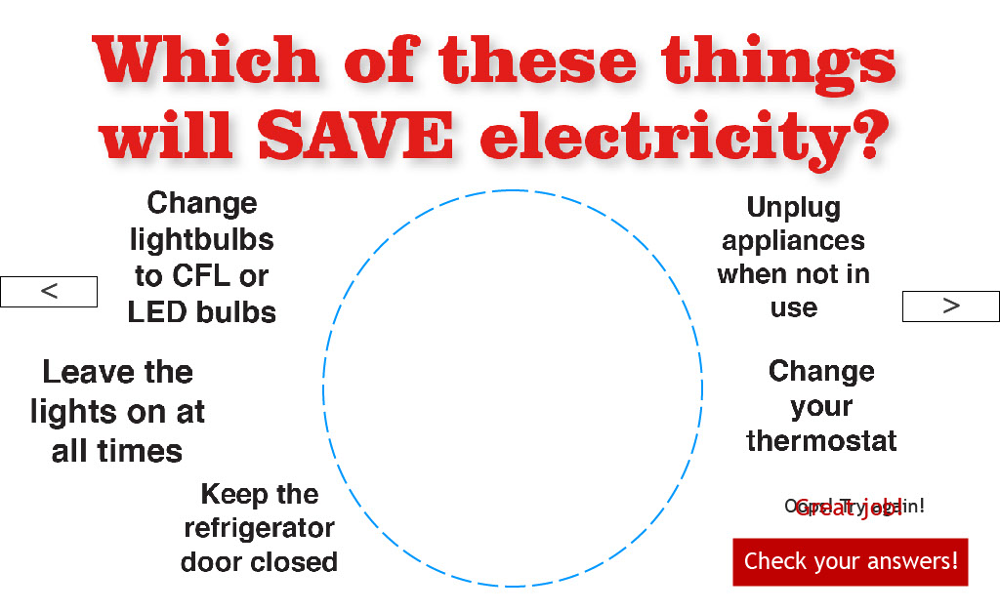 Which of these things
will SAVE electricity?
Change
lightbulbs
to CFL or
LED bulbs
Unplug
appliances
when not in
use
<
>
Leave the
lights on at
all times
Change
your
thermostat
Keep the
refrigerator
door closed
Oops! Try again!
Great job!
Check your answers!